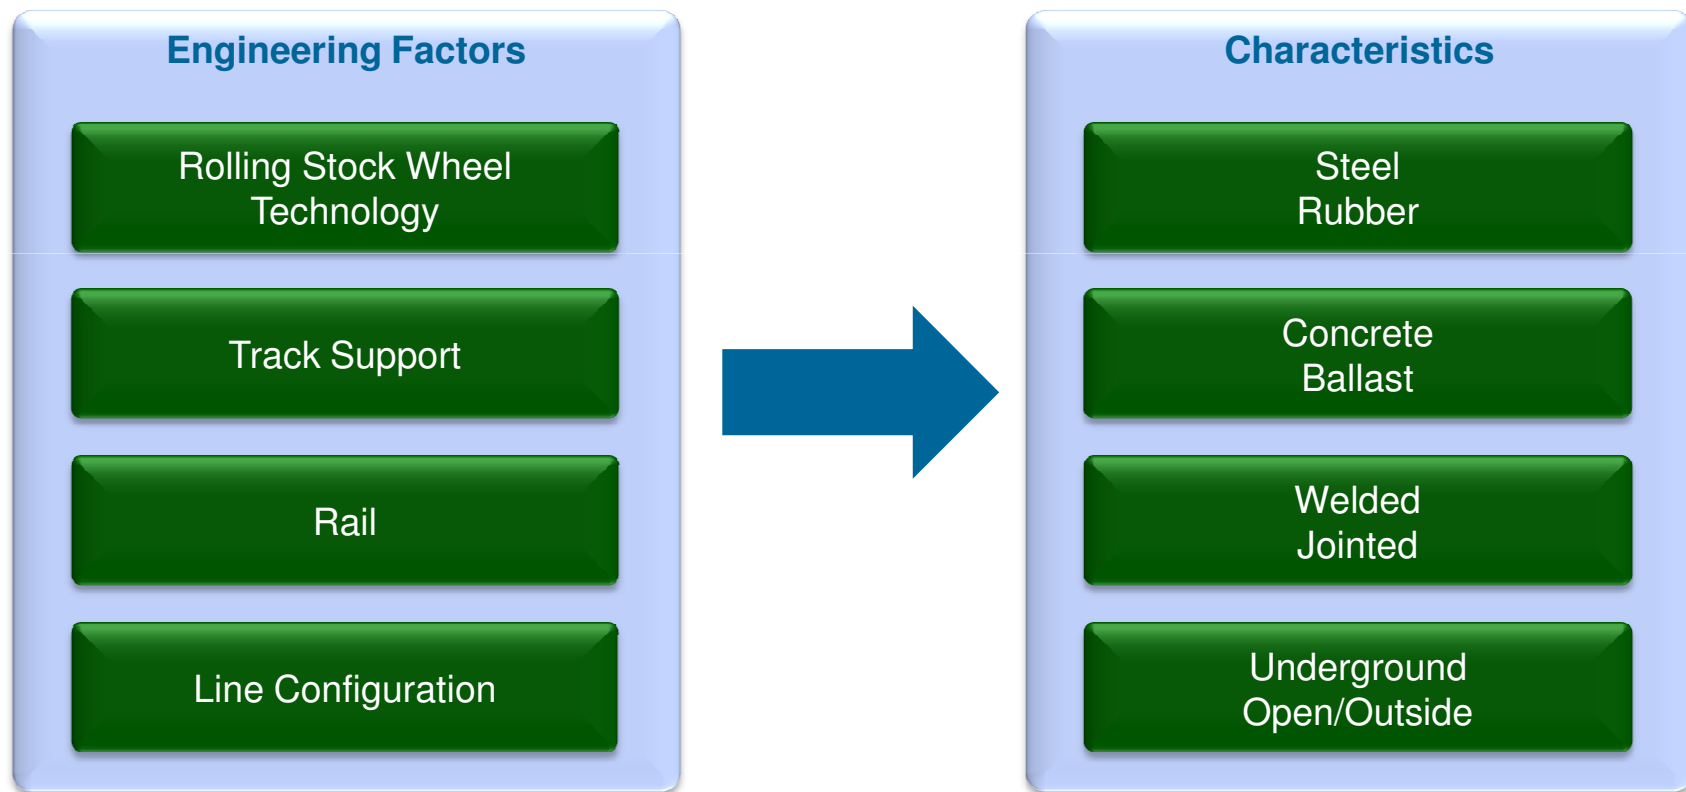 Engineering Factors
Rolling Stock Wheel
Technology
Track Support
Rail
Line Configuration
Characteristics
Steel
Rubber
Concrete
Ballast
Welded
Jointed
Underground
Open/Outside